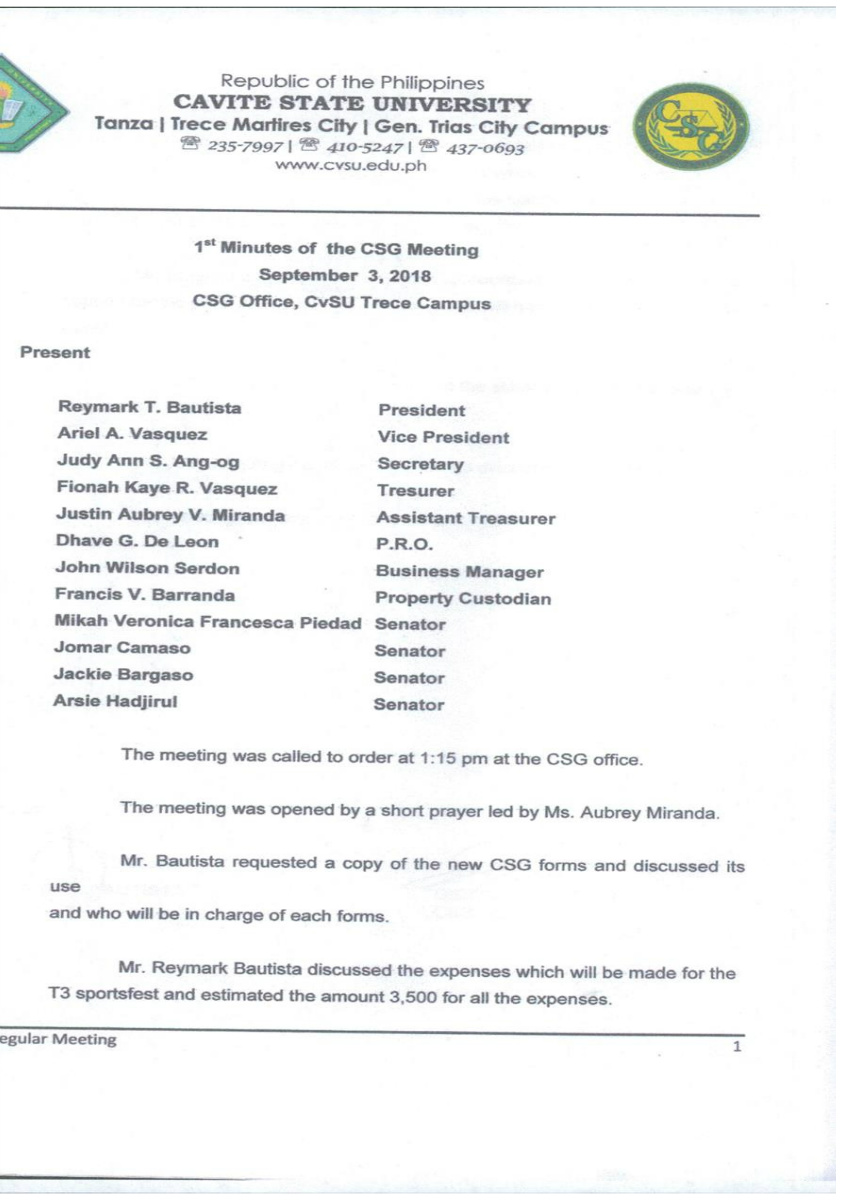 Republic of the Philippines
CAVITE STATE UNIVERSITY
Tanza | Trece Martires City | Gen. Trias City Campus
☏ 235-7997 | ☏ 410-5247 | ☏ 437-0693
www.cvsu.edu.ph
CSG
1st Minutes of the CSG Meeting
September 3, 2018
CSG Office, CvSU Trece Campus
Present
Reymark T. Bautista President
Ariel A. Vasquez Vice President
Judy Ann S. Ang-og Secretary
Fionah Kaye R. Vasquez Tresurer
Justin Aubrey V. Miranda Assistant Treasurer
Dhave G. De Leon P.R.O.
John Wilson Serdon Business Manager
Francis V. Barranda Property Custodian
Mikah Veronica Francesca Piedad Senator
Jomar Camaso Senator
Jackie Bargaso Senator
Arsie Hadjirul Senator
The meeting was called to order at 1:15 pm at the CSG office.
The meeting was opened by a short prayer led by Ms. Aubrey Miranda.
Mr. Bautista requested a copy of the new CSG forms and discussed its
use
and who will be in charge of each forms.
Mr. Reymark Bautista discussed the expenses which will be made for the
T3 sportsfest and estimated the amount 3,500 for all the expenses.
egular Meeting 1